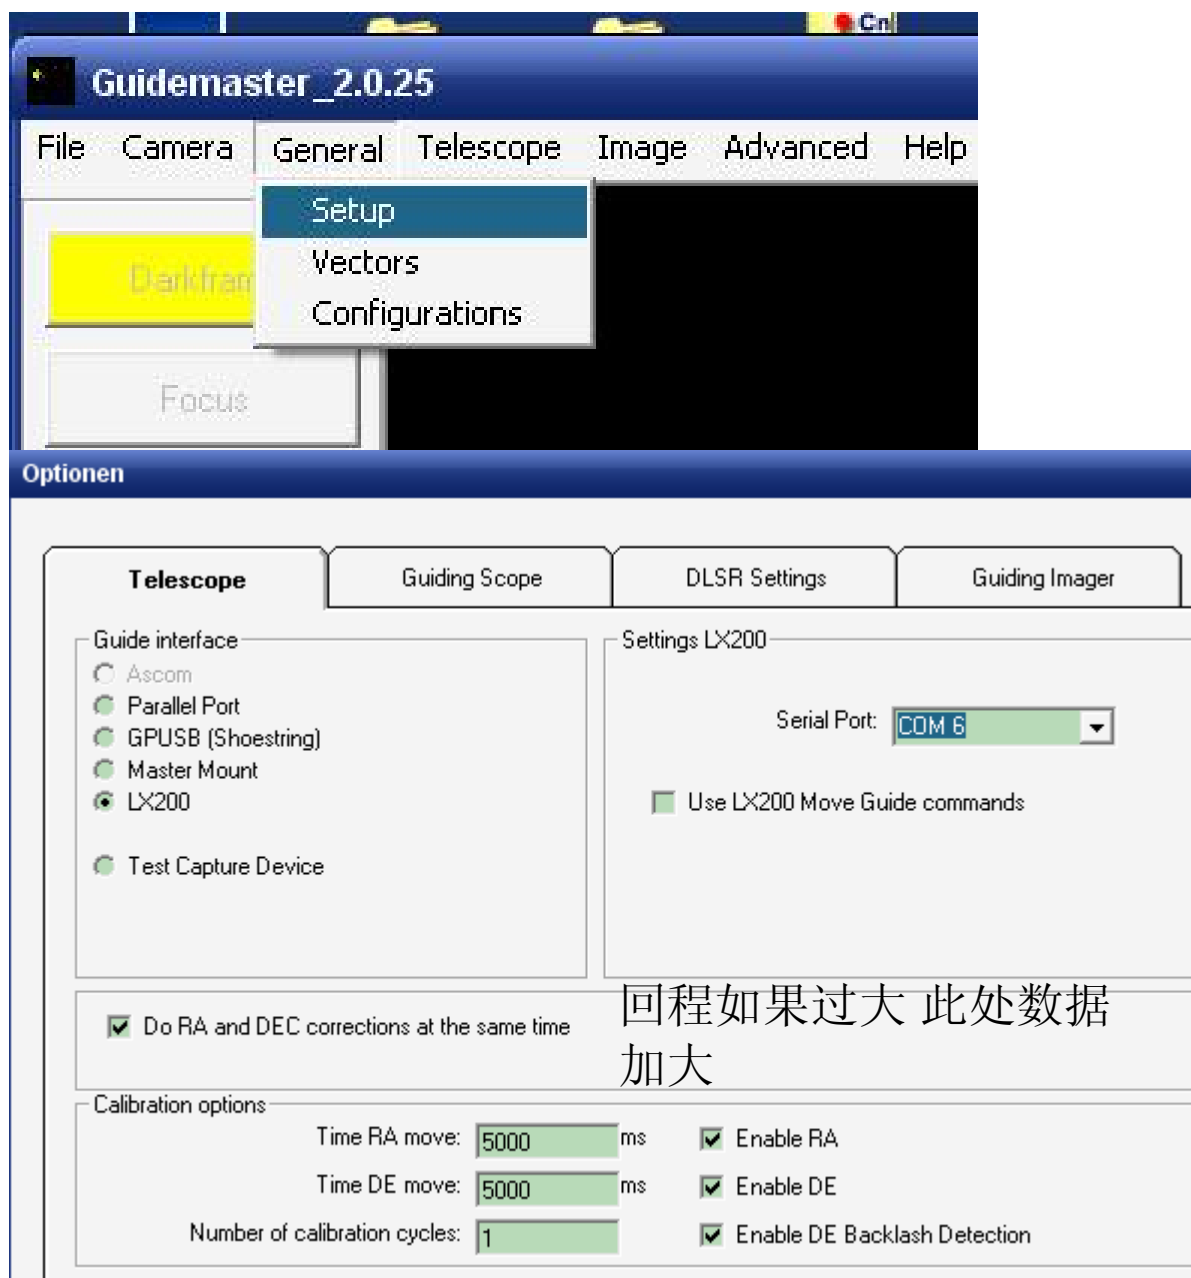 Cn
Guidemaster_2.0.25
File Camera General Telescope Image Advanced Help
Setup
Vectors
Configurations
Focus
Optionen
Telescope Guiding Scope DLSR Settings Guiding Imager
Guide interface
Ascom
Parallel Port
GPUSB (Shoestring)
Master Mount
LX200
Test Capture Device
Settings LX200
Serial Port: COM 6
Use LX200 Move Guide commands
Do RA and DEC corrections at the same time
回程如果过大 此处数据
加大
Calibration options
Time RA move: 5000 ms Enable RA
Time DE move: 5000 ms Enable DE
Number of calibration cycles: 1 Enable DE Backlash Detection